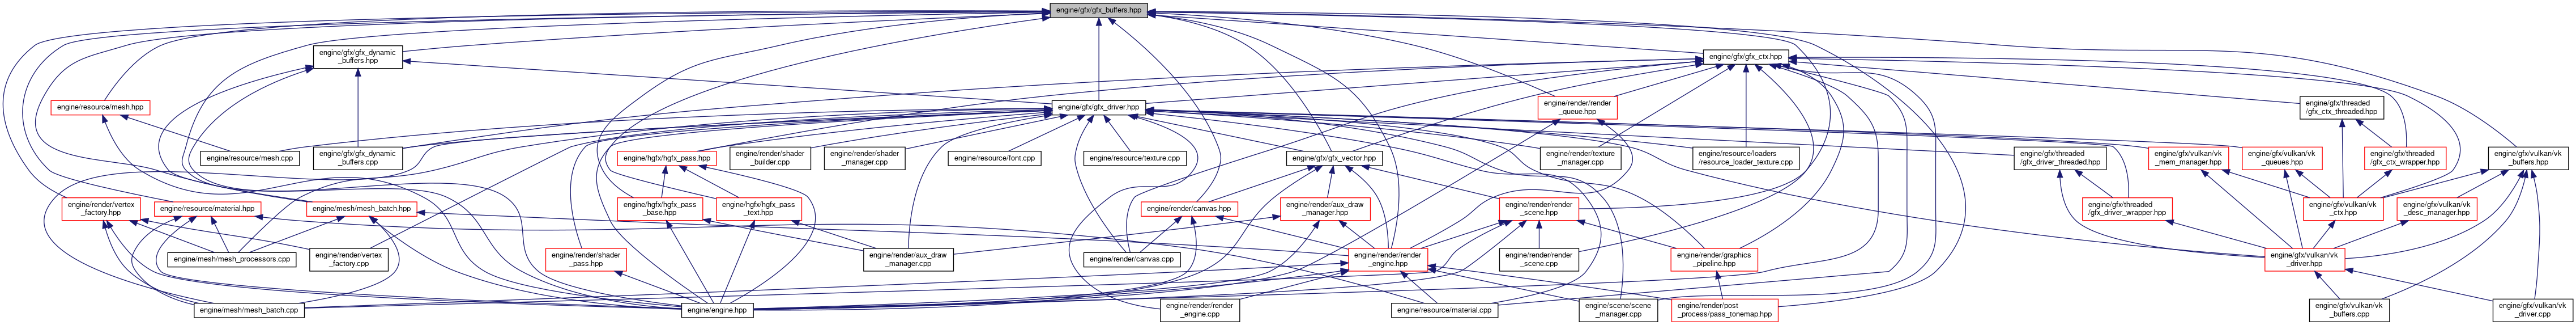 engine/gfx/gfx_buffers.hpp
engine/gfx/gfx_dynamic
_buffers.hpp
engine/gfx/gfx_ctx.hpp
engine/resource/mesh.hpp
engine/gfx/gfx_driver.hpp
engine/render/render
_queue.hpp
engine/gfx/threaded
/gfx_ctx_threaded.hpp
engine/resource/mesh.cpp
engine/gfx/gfx_dynamic
_buffers.cpp
engine/hgfx/hgfx_pass.hpp
engine/render/shader
_builder.cpp
engine/render/shader
_manager.cpp
engine/resource/font.cpp
engine/resource/texture.cpp
engine/gfx/gfx_vector.hpp
engine/render/texture
_manager.cpp
engine/resource/loaders
/resource_loader_texture.cpp
engine/gfx/threaded
/gfx_driver_threaded.hpp
engine/gfx/vulkan/vk
_mem_manager.hpp
engine/gfx/vulkan/vk
_queues.hpp
engine/gfx/threaded
/gfx_ctx_wrapper.hpp
engine/gfx/vulkan/vk
_buffers.hpp
engine/render/vertex
_factory.hpp
engine/resource/material.hpp
engine/mesh/mesh_batch.hpp
engine/hgfx/hgfx_pass
_base.hpp
engine/hgfx/hgfx_pass
_text.hpp
engine/render/canvas.hpp
engine/render/aux_draw
_manager.hpp
engine/render/render
_scene.hpp
engine/gfx/threaded
/gfx_driver_wrapper.hpp
engine/gfx/vulkan/vk
_ctx.hpp
engine/gfx/vulkan/vk
_desc_manager.hpp
engine/mesh/mesh_processors.cpp
engine/render/vertex
_factory.cpp
engine/render/shader
_pass.hpp
engine/render/aux_draw
_manager.cpp
engine/render/canvas.cpp
engine/render/render
_engine.hpp
engine/render/render
_scene.cpp
engine/render/graphics
_pipeline.hpp
engine/gfx/vulkan/vk
_driver.hpp
engine/mesh/mesh_batch.cpp
engine/engine.hpp
engine/render/render
_engine.cpp
engine/resource/material.cpp
engine/scene/scene
_manager.cpp
engine/render/post
_process/pass_tonemap.hpp
engine/gfx/vulkan/vk
_buffers.cpp
engine/gfx/vulkan/vk
_driver.cpp